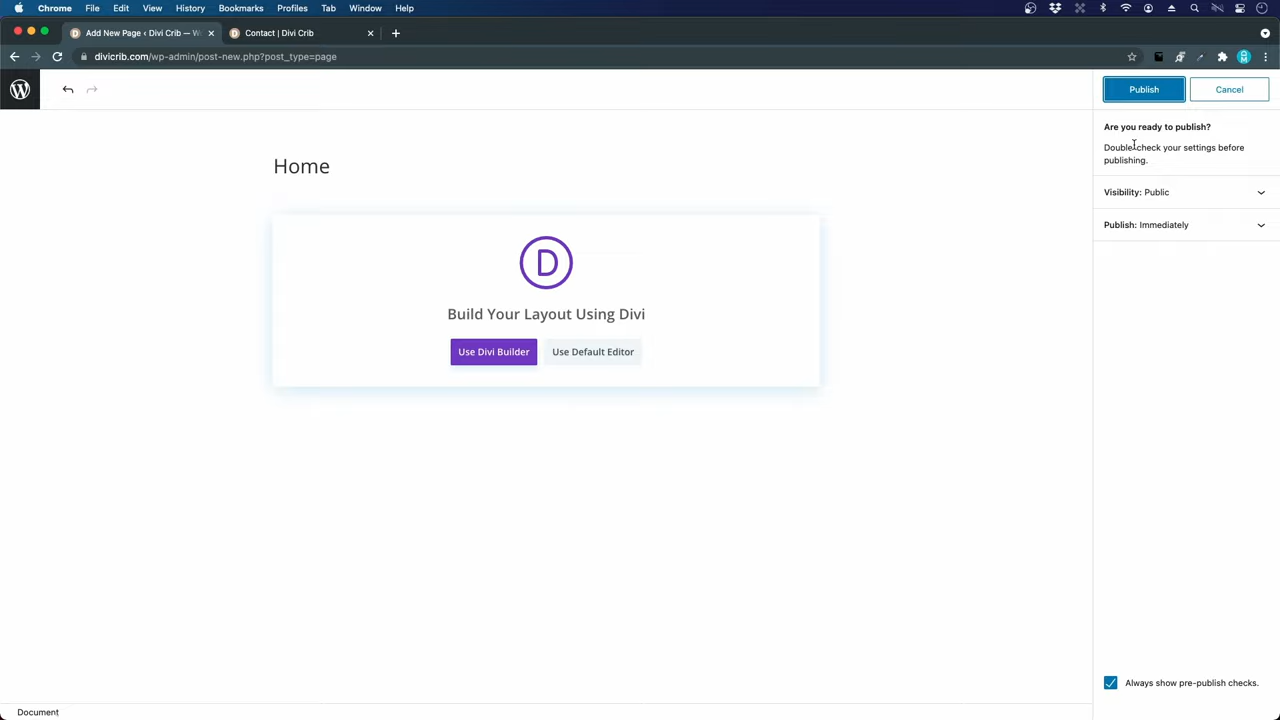 Chrome File Edit View History Bookmarks Profiles Tab Window Help
Add New Page ‹ Divi Crib — W
Contact | Divi Crib
divicrib.com/wp-admin/post-new.php?post_type=page
Publish
Cancel
Are you ready to publish?
Double-check your settings before
publishing.
Visibility: Public
Publish: Immediately
Home
D
Build Your Layout Using Divi
Use Divi Builder
Use Default Editor
Always show pre-publish checks.
Document